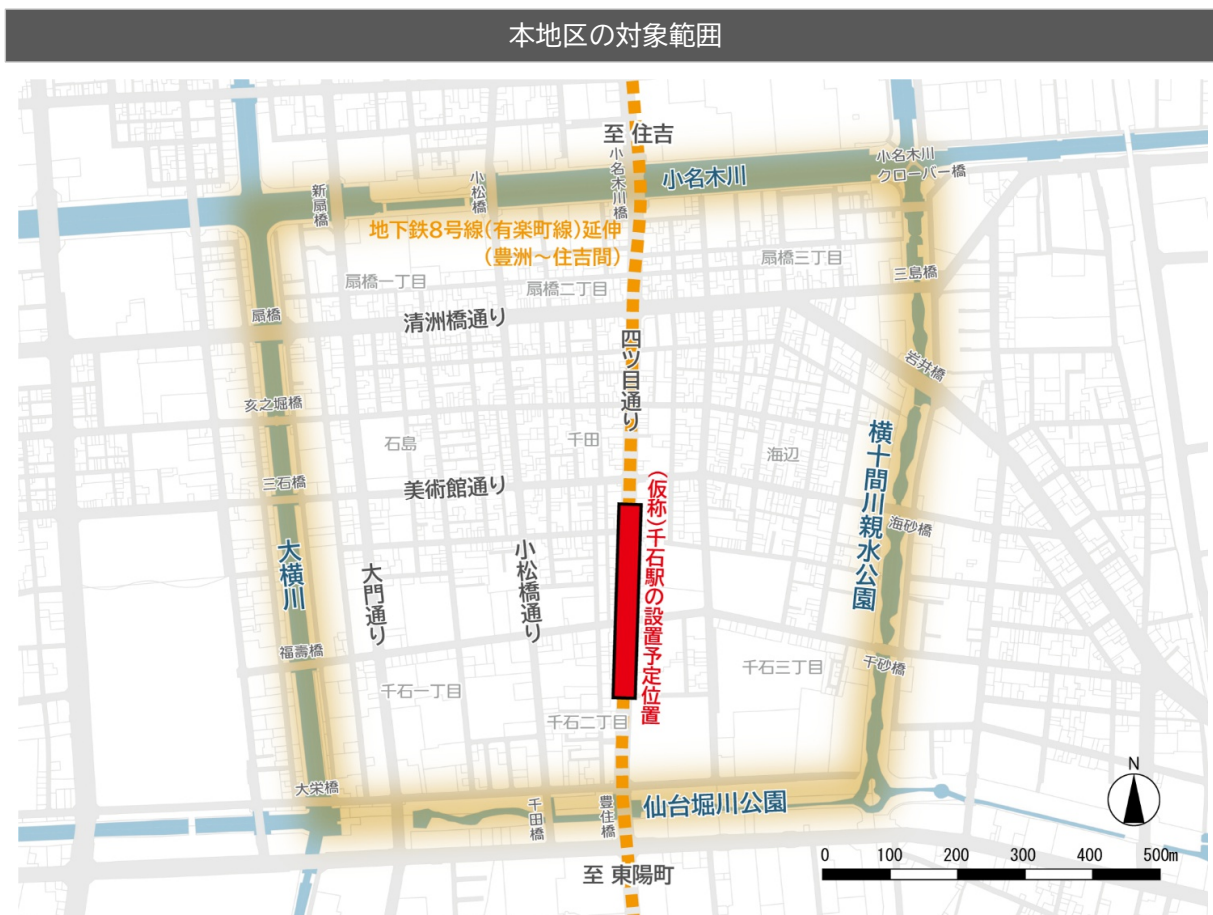 本地区の対象範囲
至 住吉
小名木川橋
小松橋
新扇橋
小名木川
小名木川
クローバー橋
地下鉄8号線(有楽町線)延伸
(豊洲～住吉間)
扇橋一丁目
扇橋二丁目
扇橋三丁目
三島橋
扇橋
清洲橋通り
四ツ目通り
岩井橋
亥之堀橋
石島
千田
海辺
横十間川親水公園
三石橋
美術館通り
(仮称)千石駅の設置予定位置
海砂橋
大横川
大門通り
小松橋通り
福壽橋
千石一丁目
千石二丁目
千石三丁目
千砂橋
大栄橋
千田橋
豊住橋
仙台堀川公園
至 東陽町
N
0 100 200 300 400 500m